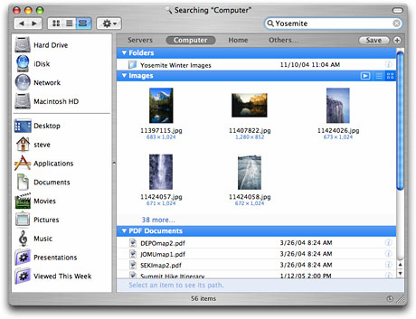 Searching "Computer"
Yosemite
Servers Computer Home Others... Save
Hard Drive
iDisk
Network
Macintosh HD
Desktop
steve
Applications
Documents
Movies
Pictures
Music
Presentations
Viewed This Week
Folders
Yosemite Winter Images 11/10/04 11:04 AM
Images
11397115.jpg
683 x 1,024
11407822.jpg
1,280 x 852
11424026.jpg
673 x 1,024
11424057.jpg
671 x 1,024
11424058.jpg
672 x 1,024
38 more...
PDF Documents
DEPOmap2.pdf 3/26/04 8:24 AM
JOMUmap1.pdf 3/26/04 8:24 AM
SEKImap2.pdf 3/26/04 8:24 AM
Summit Hike Itinerary 1/12/05 2:00 PM
Select an item to see its path.
56 items